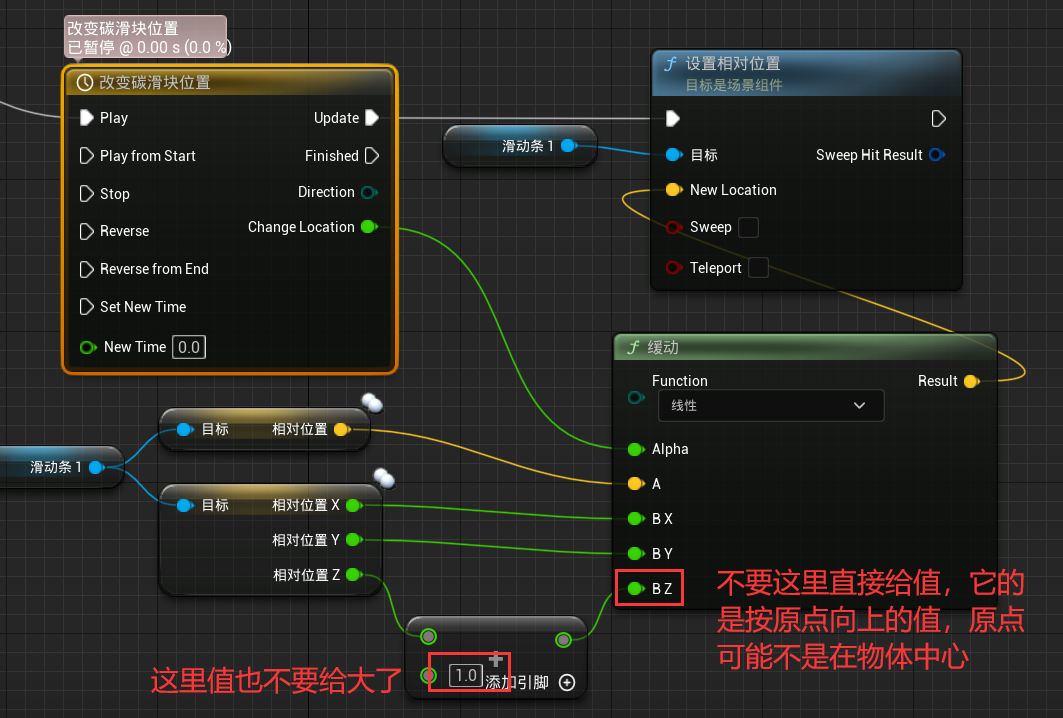 改变碳滑块位置
已暂停 @ 0.00 s (0.0 %)
改变碳滑块位置
Play
Update
Play from Start
Finished
Stop
Direction
Reverse
Change Location
Reverse from End
Set New Time
New Time 0.0
滑动条 1
设置相对位置
目标是场景组件
目标
Sweep Hit Result
New Location
Sweep
Teleport
滑动条 1
目标 相对位置
目标 相对位置 X
相对位置 Y
相对位置 Z
缓动
Function
Result
线性
Alpha
A
B X
B Y
B Z
不要这里直接给值，它的
是按原点向上的值，原点
可能不是在物体中心
这里值也不要给大了
1.0
添加引脚